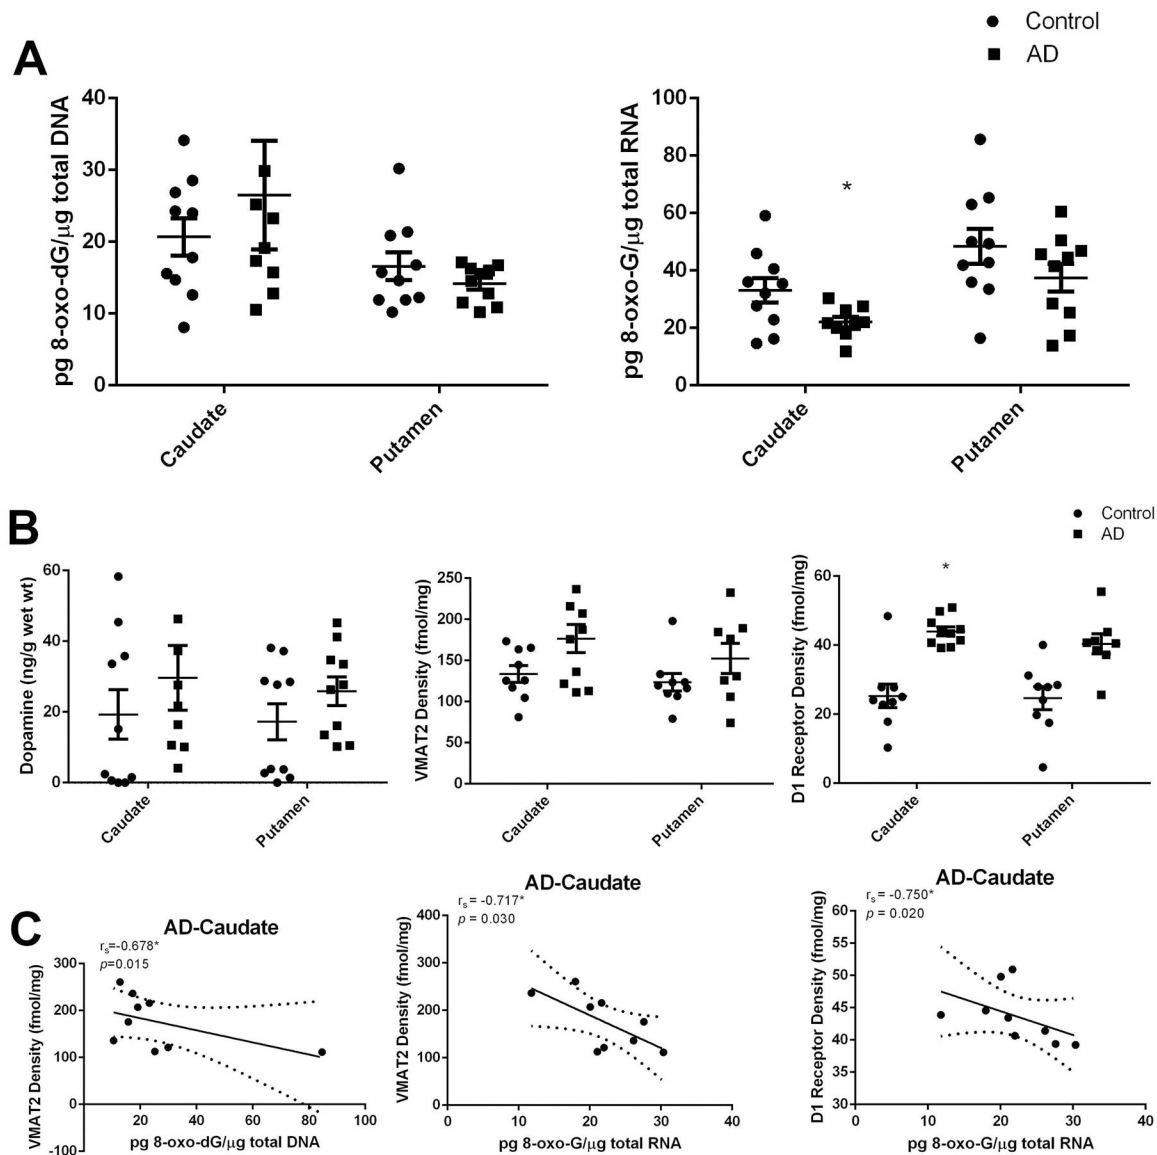 Control
AD
A
pg 8-oxo-dG/μg total DNA
40
30
20
10
0
Caudate
Putamen
pg 8-oxo-G/μg total RNA
100
80
60
40
20
0
*
Caudate
Putamen
B
Control
AD
Dopamine (ng/g wet wt)
60
40
20
0
Caudate
Putamen
VMAT2 Density (fmol/mg)
250
200
150
100
50
0
Caudate
Putamen
D1 Receptor Density (fmol/mg)
60
40
20
0
*
Caudate
Putamen
C
AD-Caudate
rs=-0.678*
p=0.015
VMAT2 Density (fmol/mg)
300
200
100
0
-100
20
40
60
80
100
pg 8-oxo-dG/μg total DNA
AD-Caudate
rs = -0.717*
p = 0.030
VMAT2 Density (fmol/mg)
400
300
200
100
0
0
10
20
30
40
pg 8-oxo-G/μg total RNA
AD-Caudate
rs = -0.750*
p = 0.020
D1 Receptor Density (fmol/mg)
60
55
50
45
40
35
30
0
10
20
30
40
pg 8-oxo-G/μg total RNA